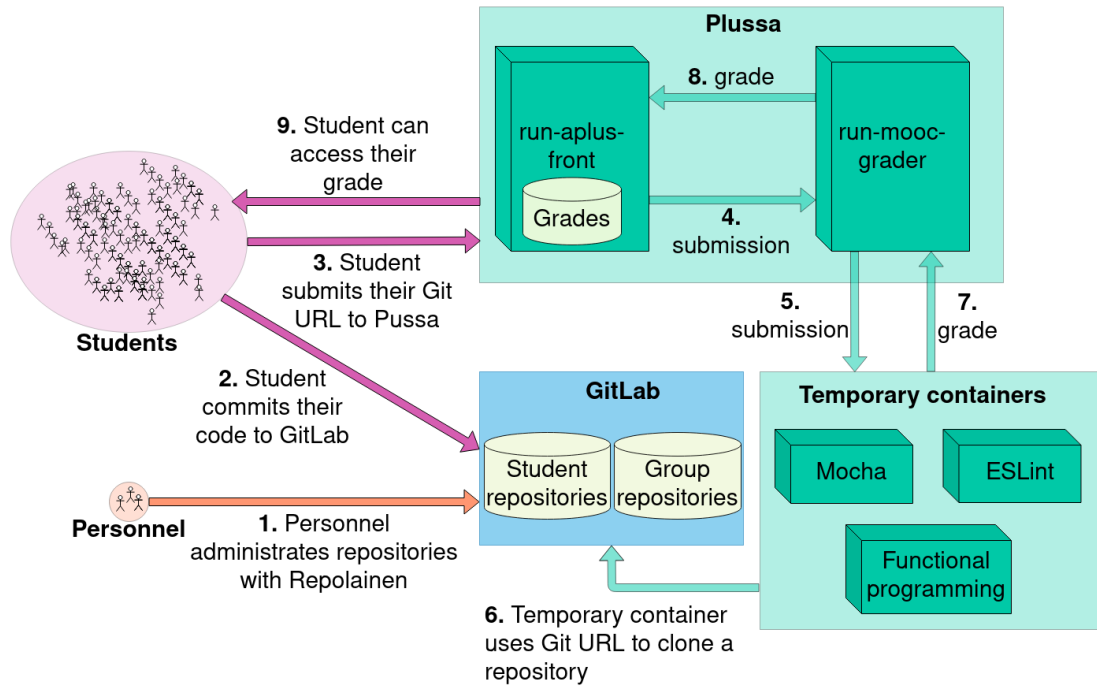 Plussa
8. grade
run-aplus-
front
run-mooc-
grader
Grades
4.
submission
9. Student can
access their
grade
3. Student
submits their Git
URL to Pussa
Students
5.
submission
7.
grade
2. Student
commits their
code to GitLab
GitLab
Student
repositories
Group
repositories
Temporary containers
Mocha
ESLint
Functional
programming
Personnel
1. Personnel
administrates repositories
with Repolainen
6. Temporary container
uses Git URL to clone a
repository